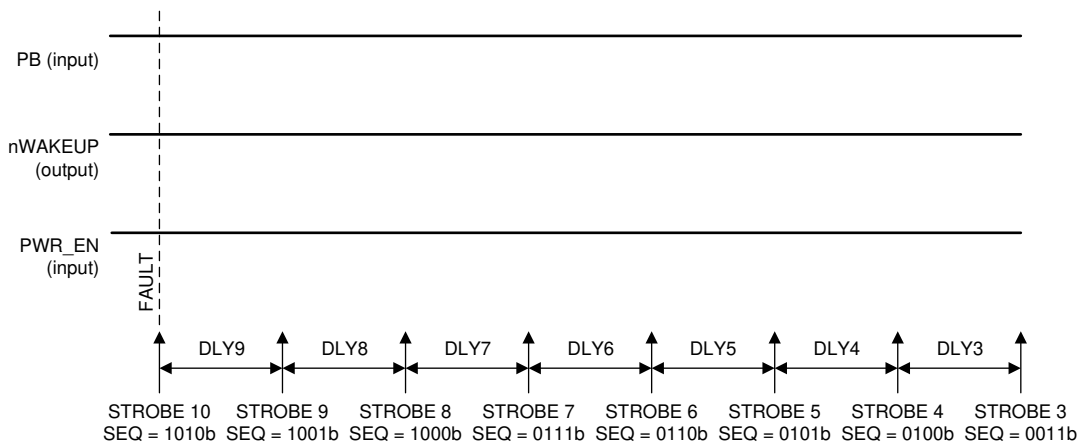 PB (input)
nWAKEUP
(output)
PWR_EN
(input)
FAULT
DLY9 DLY8 DLY7 DLY6 DLY5 DLY4 DLY3
STROBE 10 STROBE 9 STROBE 8 STROBE 7 STROBE 6 STROBE 5 STROBE 4 STROBE 3
SEQ = 1010b SEQ = 1001b SEQ = 1000b SEQ = 0111b SEQ = 0110b SEQ = 0101b SEQ = 0100b SEQ = 0011b